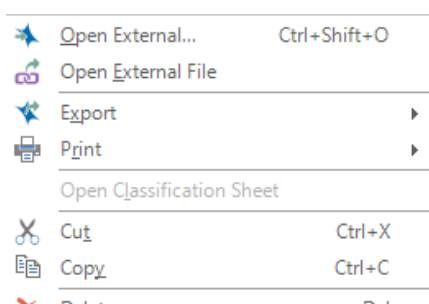 Open External... Ctrl+Shift+O
Open External File
Export
Print
Open Classification Sheet
Cut Ctrl+X
Copy Ctrl+C